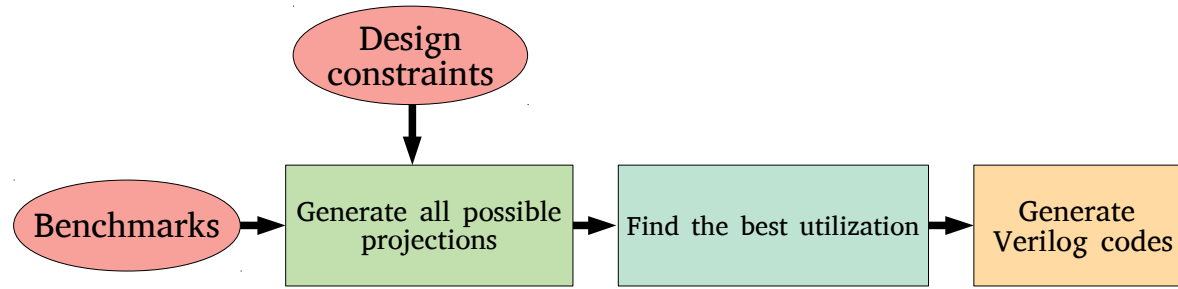 Design
constraints
Benchmarks
Generate all possible
projections
Find the best utilization
Generate
Verilog codes